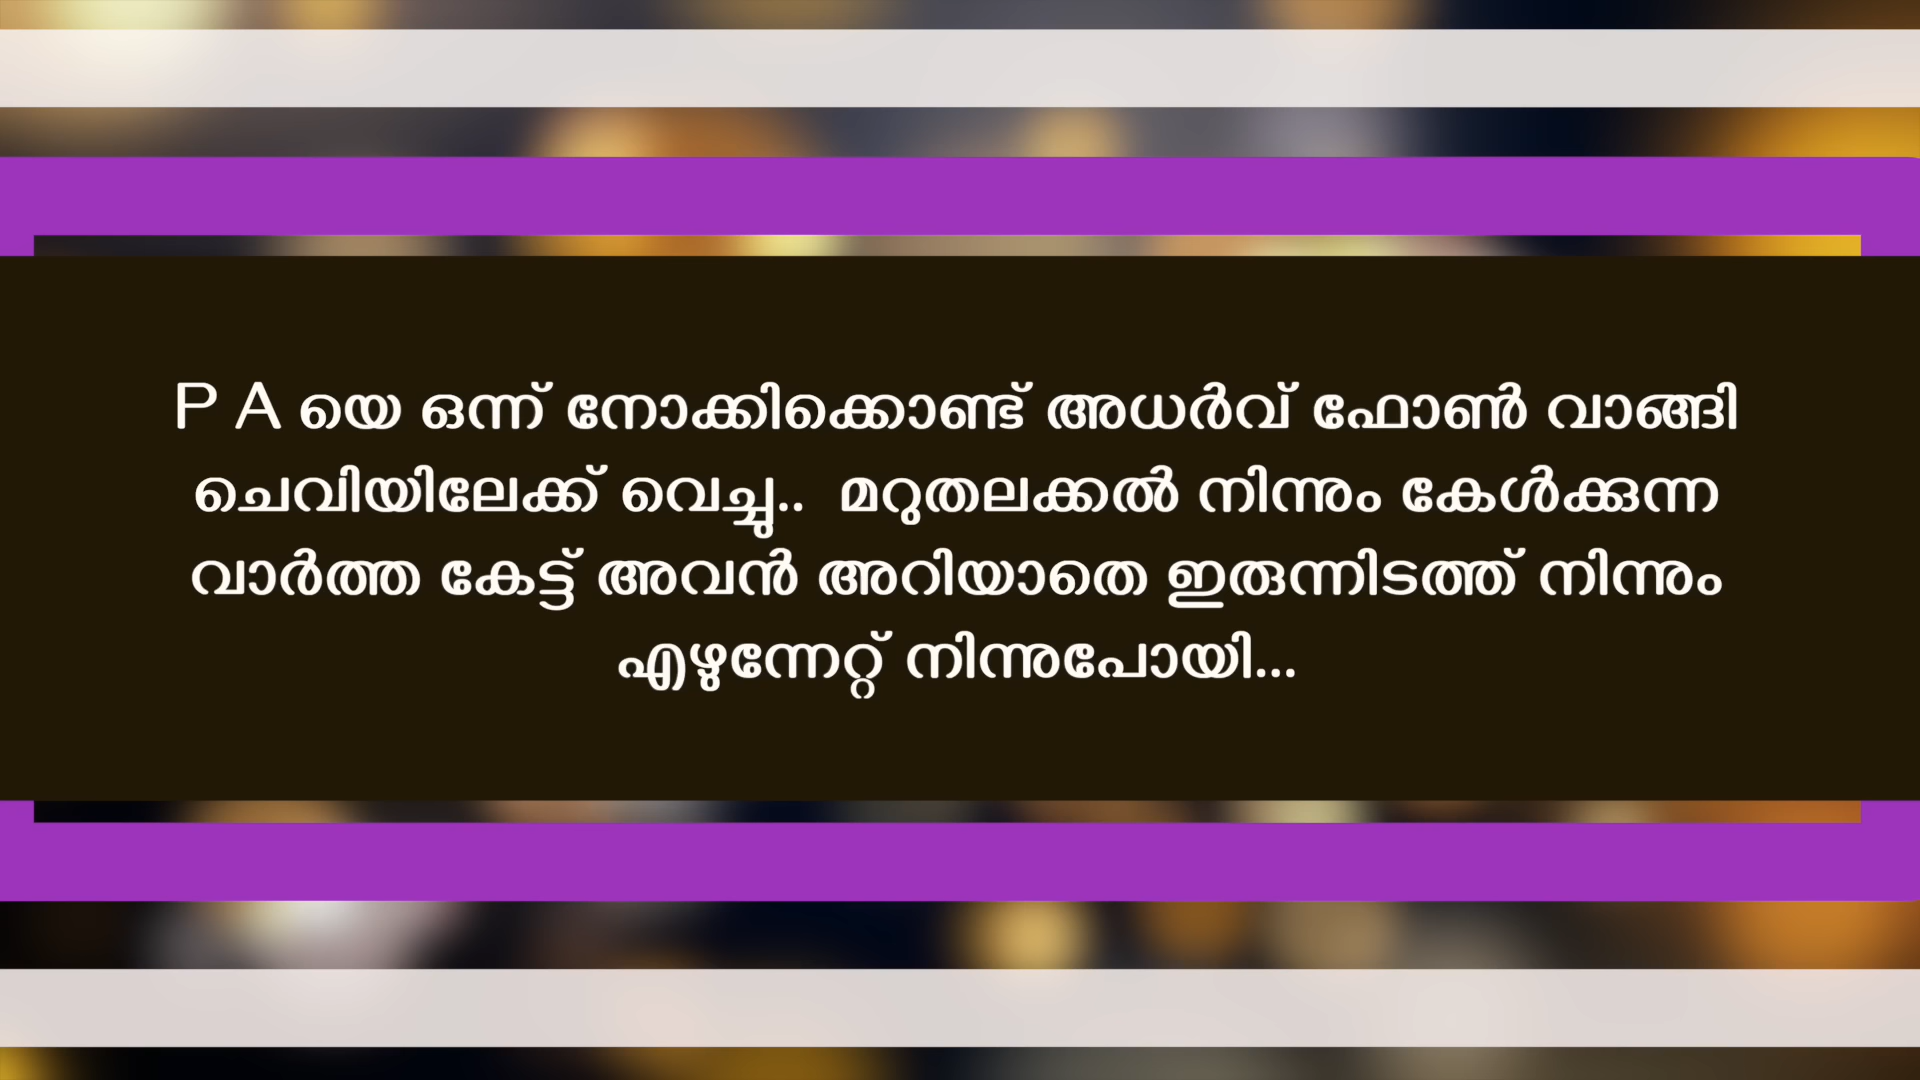 P A യെ ഒന്ന് നോക്കിക്കൊണ്ട് അധർവ് ഫോൺ വാങ്ങി
ചെവിയിലേക്ക് വെച്ചു..  മറുതലക്കൽ നിന്നും കേൾക്കുന്ന
വാർത്ത കേട്ട് അവൻ അറിയാതെ ഇരുന്നിടത്ത് നിന്നും
എഴുന്നേറ്റ് നിന്നുപോയി...